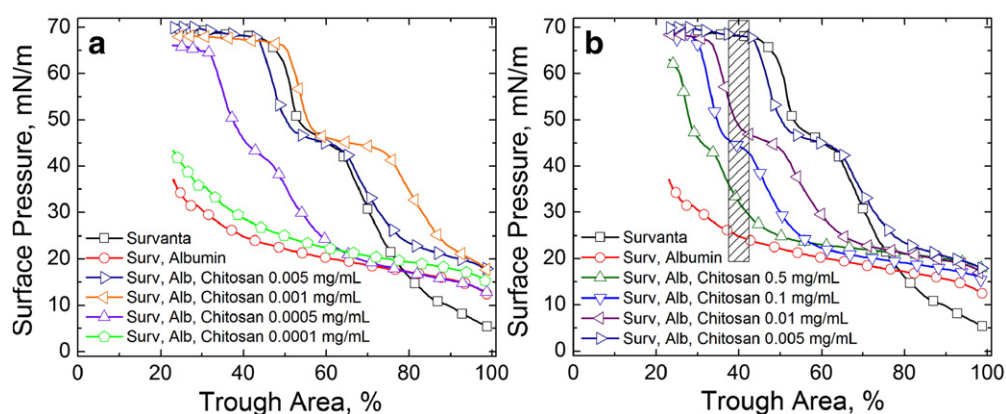 a
Surface Pressure, mN/m
70
60
50
40
30
20
10
0
Survanta
Surv, Albumin
Surv, Alb, Chitosan 0.005 mg/mL
Surv, Alb, Chitosan 0.001 mg/mL
Surv, Alb, Chitosan 0.0005 mg/mL
Surv, Alb, Chitosan 0.0001 mg/mL
0 20 40 60 80 100
Trough Area, %
b
Surface Pressure, mN/m
70
60
50
40
30
20
10
0
Survanta
Surv, Albumin
Surv, Alb, Chitosan 0.5 mg/mL
Surv, Alb, Chitosan 0.1 mg/mL
Surv, Alb, Chitosan 0.01 mg/mL
Surv, Alb, Chitosan 0.005 mg/mL
0 20 40 60 80 100
Trough Area, %